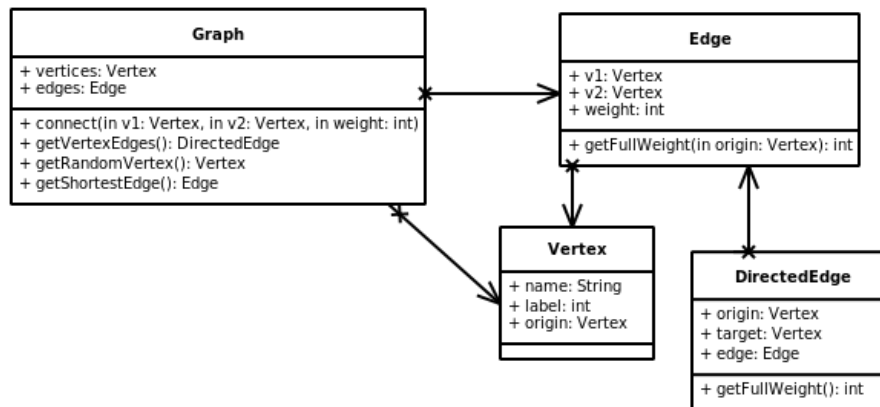 Graph
+ vertices: Vertex
+ edges: Edge
+ connect(in v1: Vertex, in v2: Vertex, in weight: int)
+ getVertexEdges(): DirectedEdge
+ getRandomVertex(): Vertex
+ getShortestEdge(): Edge
Edge
+ v1: Vertex
+ v2: Vertex
+ weight: int
+ getFullWeight(in origin: Vertex): int
Vertex
+ name: String
+ label: int
+ origin: Vertex
DirectedEdge
+ origin: Vertex
+ target: Vertex
+ edge: Edge
+ getFullWeight(): int